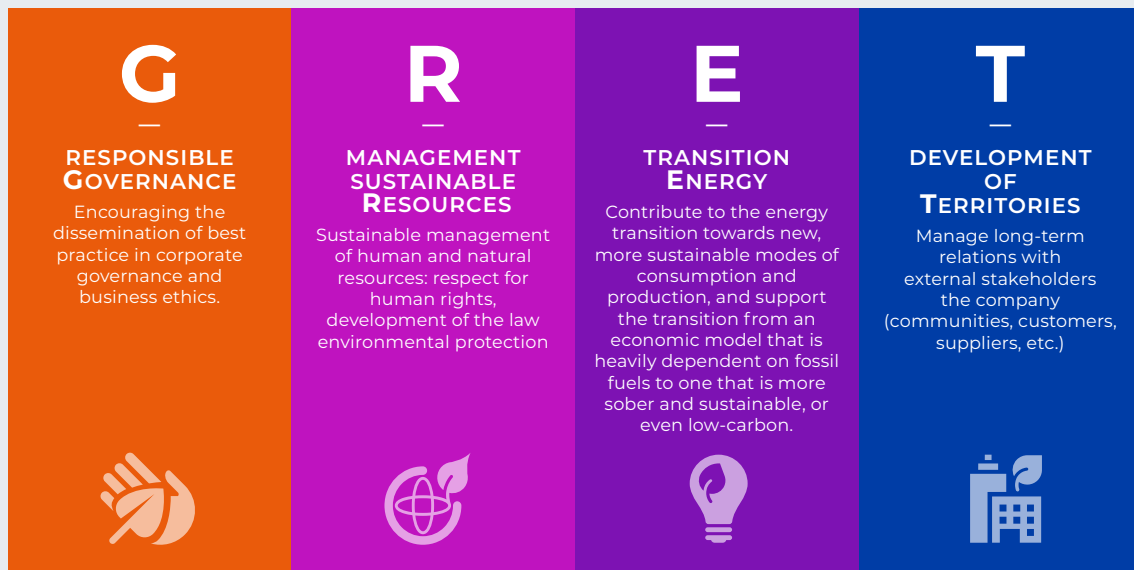 G
RESPONSIBLE
GOVERNANCE
Encouraging the
dissemination of best
practice in corporate
governance and
business ethics.
R
MANAGEMENT
SUSTAINABLE
RESOURCES
Sustainable management
of human and natural
resources: respect for
human rights,
development of the law
environmental protection
E
TRANSITION
ENERGY
Contribute to the energy
transition towards new,
more sustainable modes of
consumption and
production, and support
the transition from an
economic model that is
heavily dependent on fossil
fuels to one that is more
sober and sustainable, or
even low-carbon.
T
DEVELOPMENT
OF
TERRITORIES
Manage long-term
relations with
external stakeholders
the company
(communities, customers,
suppliers, etc.)